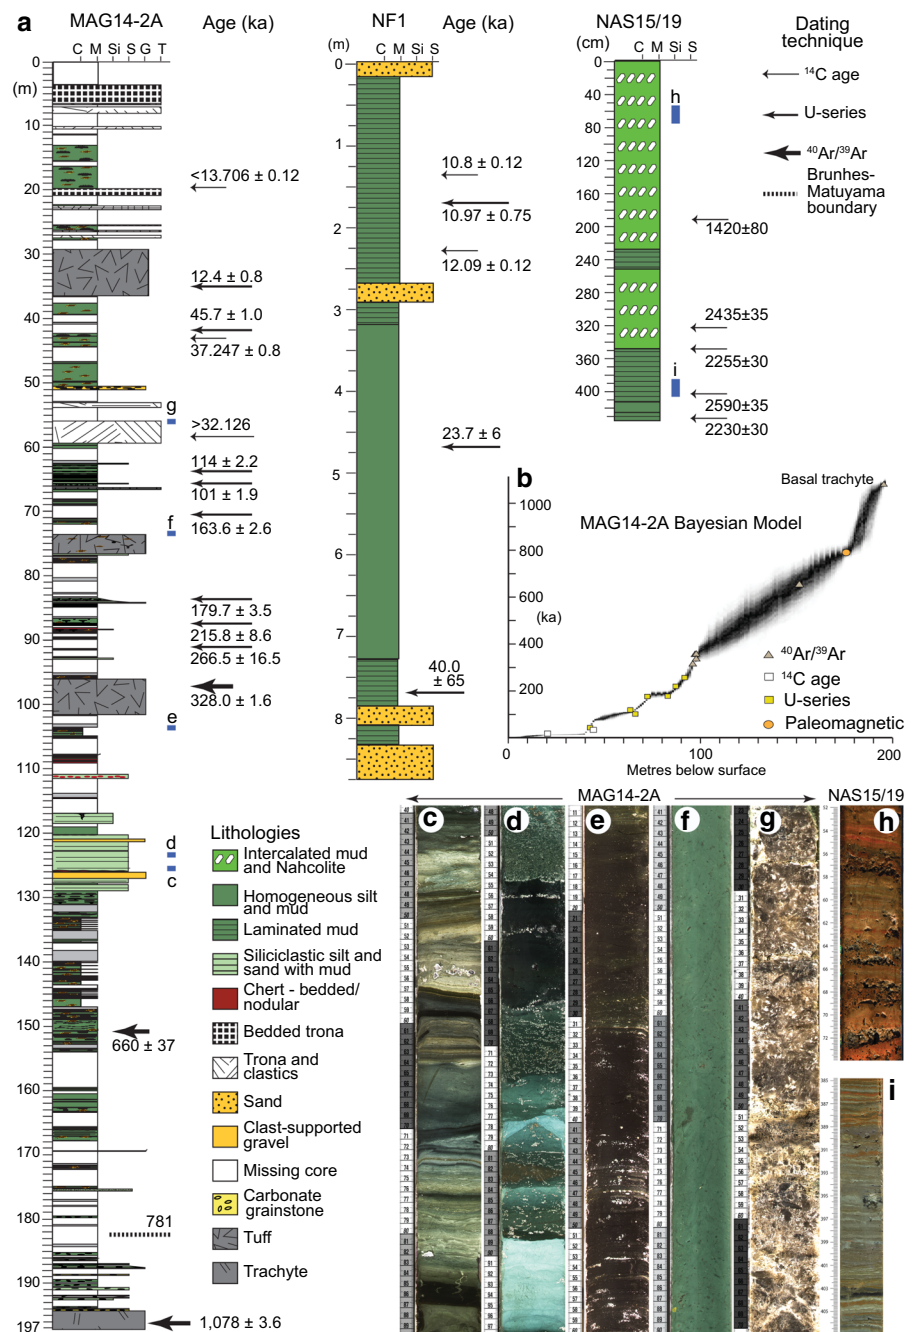 a
MAG14-2A
Age (ka)
C M Si S G T
0
(m)
10
20
30
40
50
60
70
80
90
100
110
120
130
140
150
160
170
180
190
197
<13.706 ± 0.12
12.4 ± 0.8
45.7 ± 1.0
37.247 ± 0.8
g
>32.126
114 ± 2.2
101 ± 1.9
f
163.6 ± 2.6
179.7 ± 3.5
215.8 ± 8.6
266.5 ± 16.5
328.0 ± 1.6
e
d
c
660 ± 37
781
1,078 ± 3.6
NF1
Age (ka)
(m)
C M Si S
0
1
2
3
4
5
6
7
8
10.8 ± 0.12
10.97 ± 0.75
12.09 ± 0.12
23.7 ± 6
40.0
± 65
NAS15/19
(cm)
C M Si S
0
40
80
120
160
200
240
280
320
360
400
h
1420±80
2435±35
2255±30
i
2590±35
2230±30
Dating
technique
14C age
U-series
40Ar/39Ar
Brunhes-
Matuyama
boundary
b
Basal trachyte
MAG14-2A Bayesian Model
1000
800
600
(ka)
400
200
0
100
200
Metres below surface
40Ar/39Ar
14C age
U-series
Paleomagnetic
Lithologies
Intercalated mud
and Nahcolite
Homogeneous silt
and mud
Laminated mud
Siliciclastic silt and
sand with mud
Chert - bedded/
nodular
Bedded trona
Trona and
clastics
Sand
Clast-supported
gravel
Missing core
Carbonate
grainstone
Tuff
Trachyte
MAG14-2A
NAS15/19
c
d
e
f
g
h
i